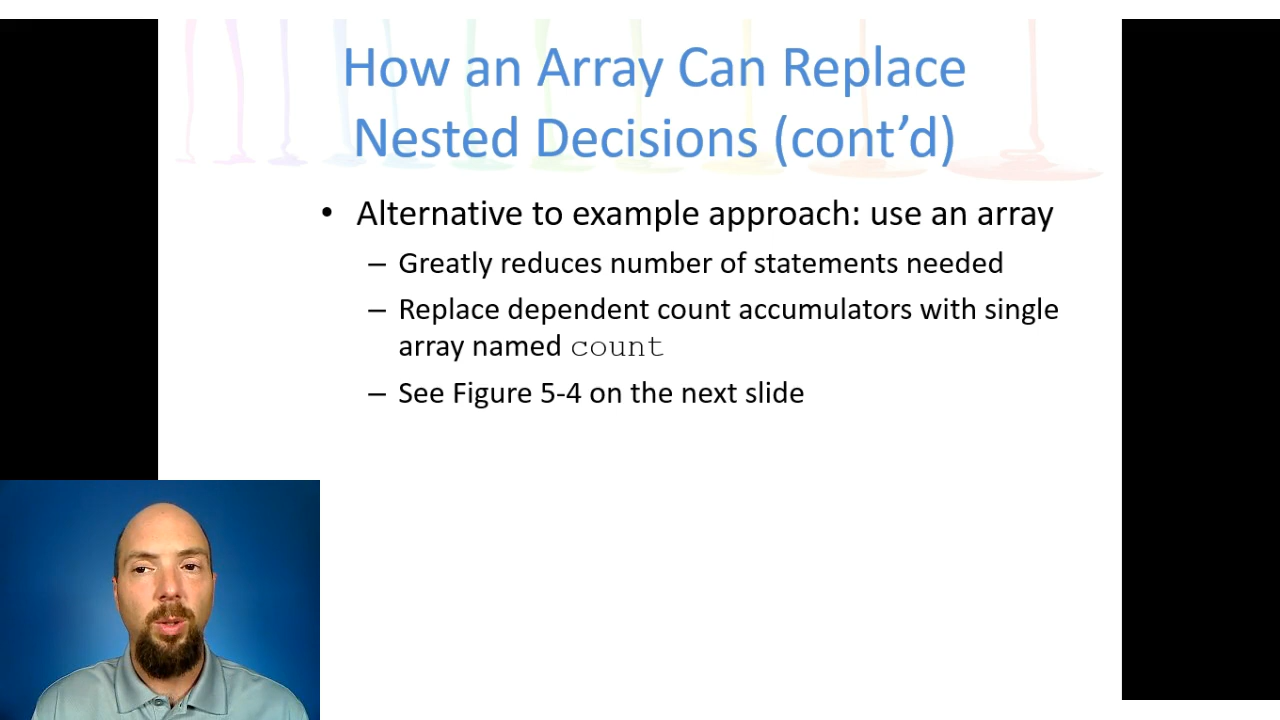 How an Array Can Replace
Nested Decisions (cont’d)
• Alternative to example approach: use an array
– Greatly reduces number of statements needed
– Replace dependent count accumulators with single
array named count
– See Figure 5-4 on the next slide